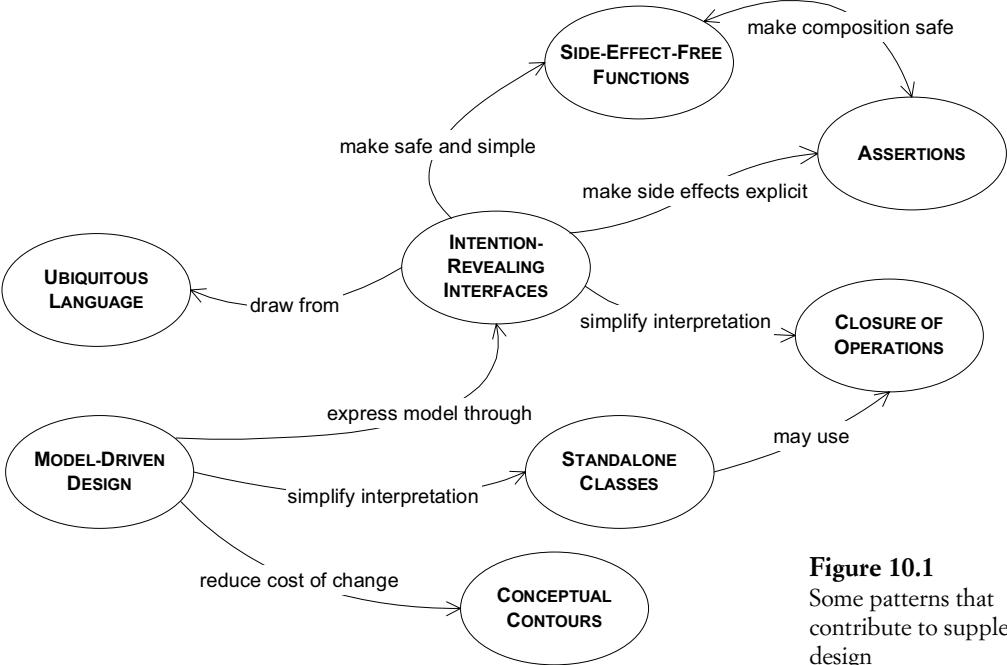 make composition safe
SIDE-EFFECT-FREE
FUNCTIONS
make safe and simple
ASSERTIONS
make side effects explicit
INTENTION-
REVEALING
INTERFACES
UBIQUITOUS
LANGUAGE
draw from
simplify interpretation
CLOSURE OF
OPERATIONS
express model through
may use
MODEL-DRIVEN
DESIGN
simplify interpretation
STANDALONE
CLASSES
reduce cost of change
CONCEPTUAL
CONTOURS
Figure 10.1
Some patterns that
contribute to supple
design